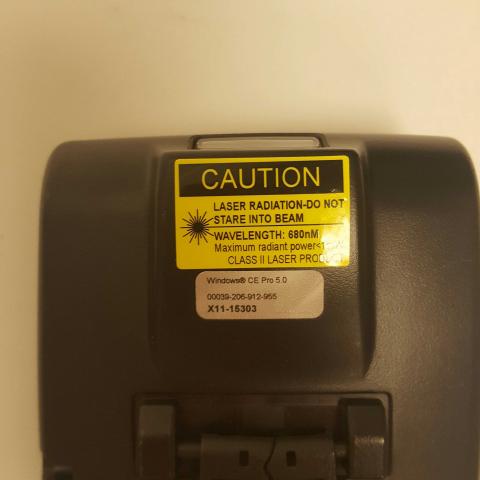 CAUTION
LASER RADIATION-DO NOT
STARE INTO BEAM
WAVELENGTH: 680nM
Maximum radiant power<1
CLASS II LASER PRODUCT
Windows® CE Pro 5.0
00039-206-912-955
X11-15303